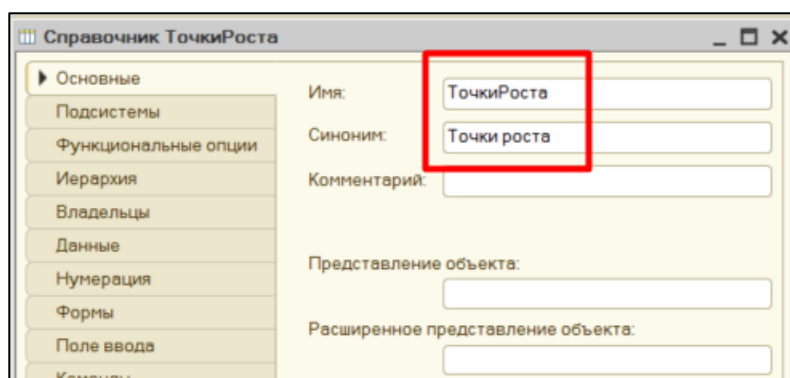 Справочник ТочкиРоста
Основные
Подсистемы
Функциональные опции
Иерархия
Владельцы
Данные
Нумерация
Формы
Поле ввода
Команды
Имя: ТочкиРоста
Синоним: Точки роста
Комментарий:
Представление объекта:
Расширенное представление объекта: